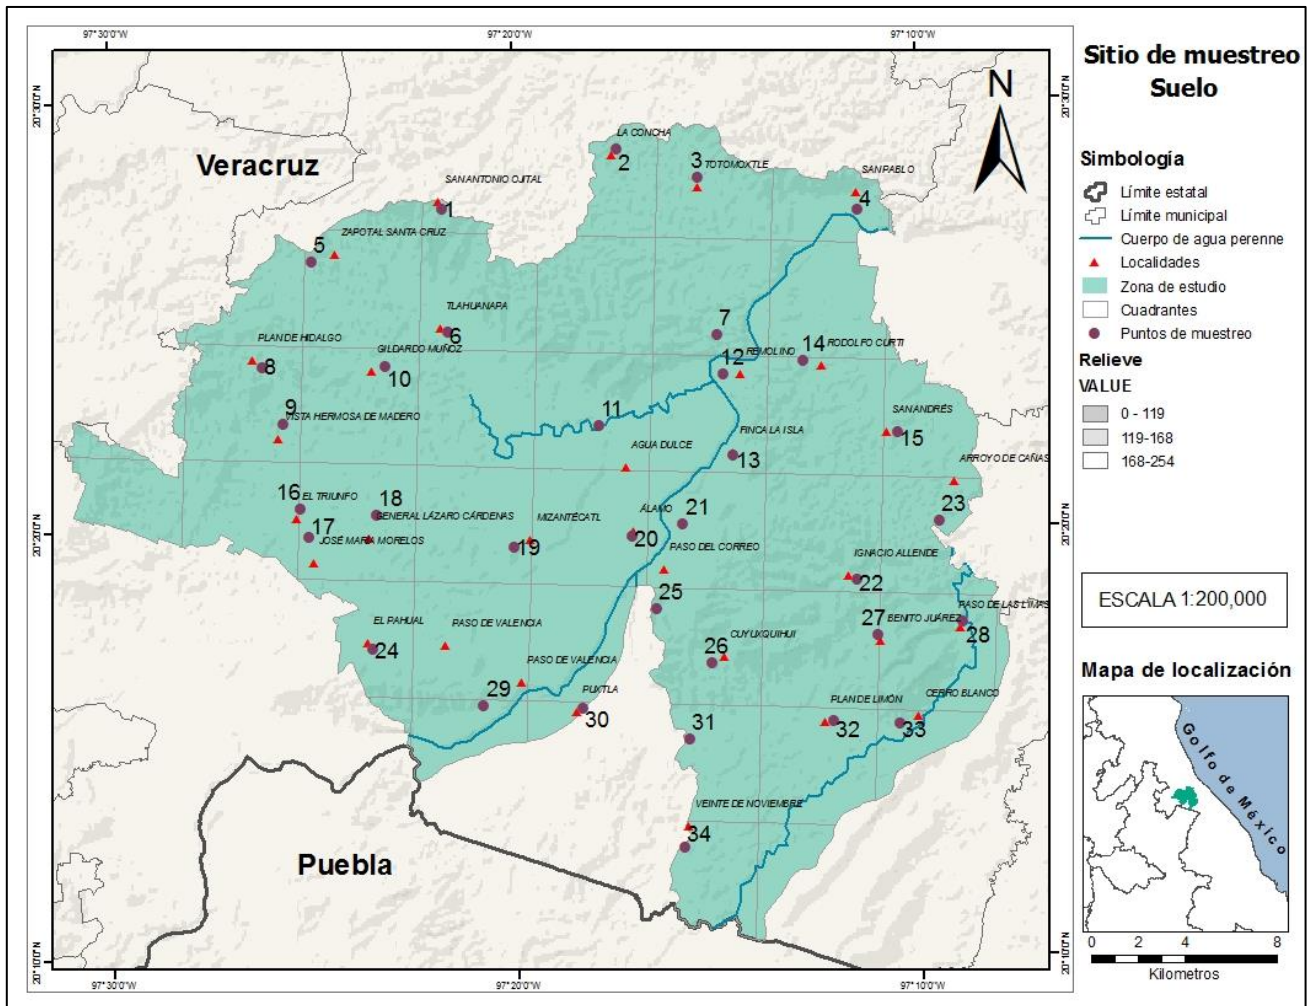 97°30'0"W
97°20'0"W
97°10'0"W
20°30'0"N
20°30'0"N
Sitio de muestreo
Suelo
N
Veracruz
LA CONCHA
2
3
TOTOMOXTLE
SAN PABLO
4
SAN ANTONIO OJITAL
1
5
ZAPOTAL SANTA CRUZ
TLAHUANAPA
6
7
PLAN DE HIDALGO
8
GILDARDO MUÑOZ
10
12
REMOLINO
14
RODOLFO CURTI
9
VISTA HERMOSA DE MADERO
11
SAN ANDRÉS
15
FINCA LA ISLA
13
AGUA DULCE
ARROYO DE CAÑAS
16
EL TRIUNFO
18
GENERAL LÁZARO CÁRDENAS
17
JOSÉ MARÍA MORELOS
MIZANTÉCATL
19
ÁLAMO
20
21
23
20°20'0"N
20°20'0"N
PASO DEL CORREO
IGNACIO ALLENDE
22
25
EL PAHUAL
24
PASO DE VALENCIA
27
BENITO JUÁREZ
PASO DE LAS LIMAS
28
CUYUXQUIHUI
26
PASO DE VALENCIA
29
PUXTLA
30
PLAN DE LIMÓN
32
CERRO BLANCO
33
31
VEINTE DE NOVIEMBRE
34
Puebla
20°10'0"N
20°10'0"N
97°30'0"W
97°20'0"W
97°10'0"W
Simbología
Límite estatal
Límite municipal
Cuerpo de agua perenne
Localidades
Zona de estudio
Cuadrantes
Puntos de muestreo
Relieve
VALUE
0 - 119
119-168
168-254
ESCALA 1:200,000
Mapa de localización
Golfo de México
0 2 4 8
Kilometros